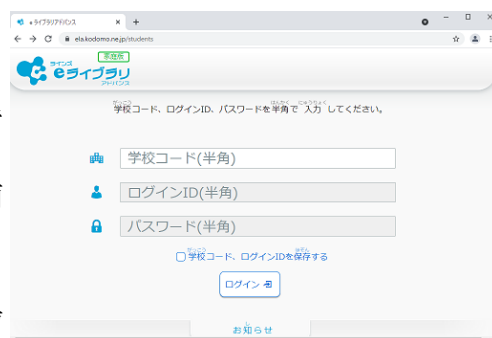 eライブラリアドバンス
ela.kodomo.ne.jp/students
ラインズ
家庭版
eライブラリ
アドバンス
学校コード、ログインID、パスワードを半角で入力してください。
学校コード(半角)
ログインID(半角)
パスワード(半角)
学校コード、ログインIDを保存する
ログイン
お知らせ